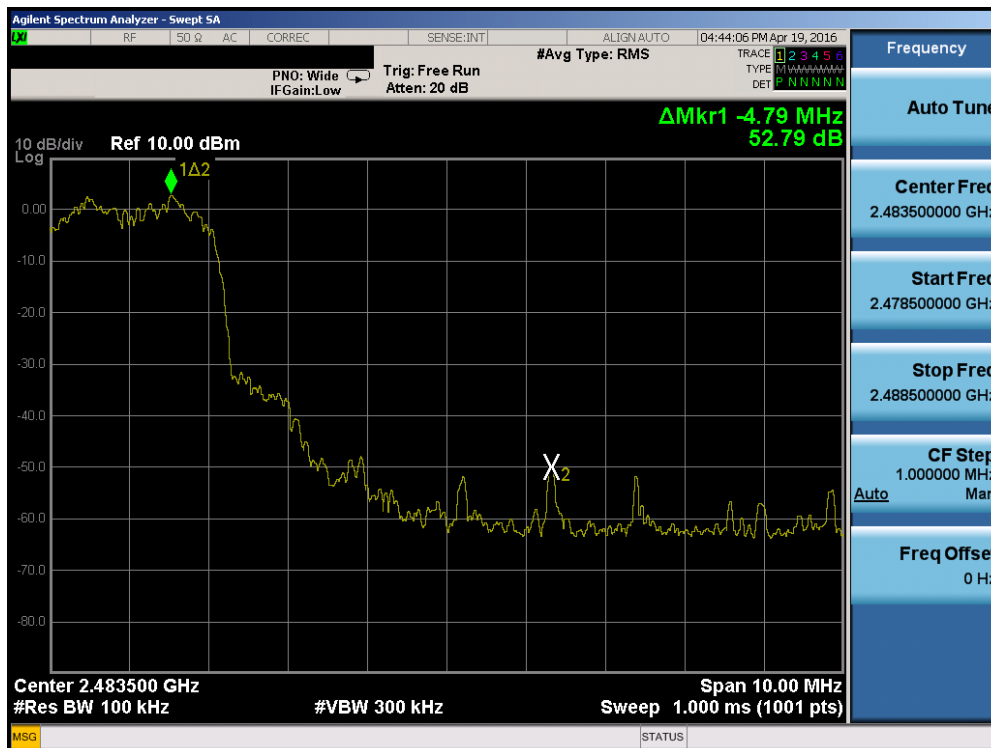 Agilent Spectrum Analyzer - Swept SA
LXI RF 50 Ω AC CORREC SENSE:INT ALIGN AUTO 04:44:06 PM Apr 19, 2016
#Avg Type: RMS
TRACE 1 2 3 4 5 6
PNO: Wide Trig: Free Run
TYPE M WWWWW
IFGain:Low Atten: 20 dB
DET P N N N N N
ΔMkr1 -4.79 MHz
52.79 dB
10 dB/div Ref 10.00 dBm
Log
1Δ2
0.00
-10.0
-20.0
-30.0
-40.0
-50.0
X2
-60.0
-70.0
-80.0
Center 2.483500 GHz Span 10.00 MHz
#Res BW 100 kHz #VBW 300 kHz Sweep 1.000 ms (1001 pts)
MSG STATUS
Frequency
Auto Tune
Center Freq
2.483500000 GHz
Start Freq
2.478500000 GHz
Stop Freq
2.488500000 GHz
CF Step
1.000000 MHz
Auto Man
Freq Offset
0 Hz